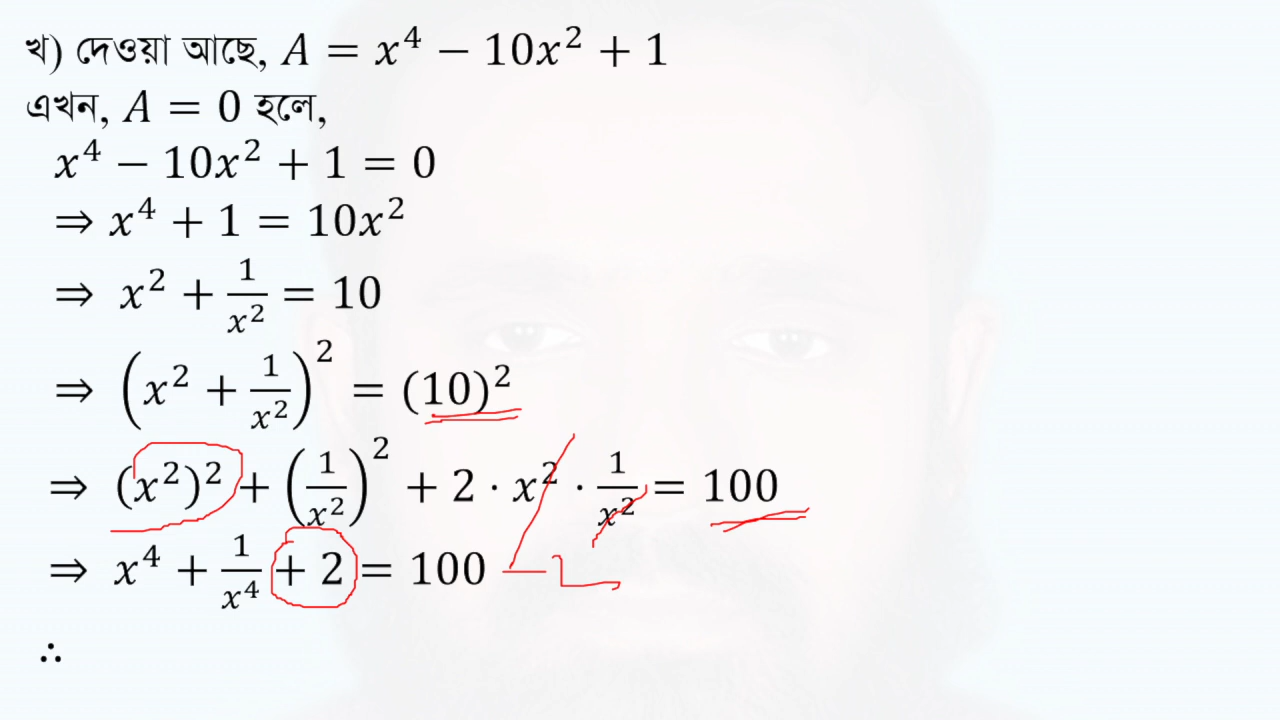 খ) দেওয়া আছে, A = x⁴ − 10x² + 1
এখন, A = 0 হলে,
x⁴ − 10x² + 1 = 0
⇒ x⁴ + 1 = 10x²
⇒ x² + 1/x² = 10
⇒ (x² + 1/x²)² = (10)²
⇒ (x²)² + (1/x²)² + 2 · x² · 1/x² = 100
⇒ x⁴ + 1/x⁴ + 2 = 100 − 2
∴